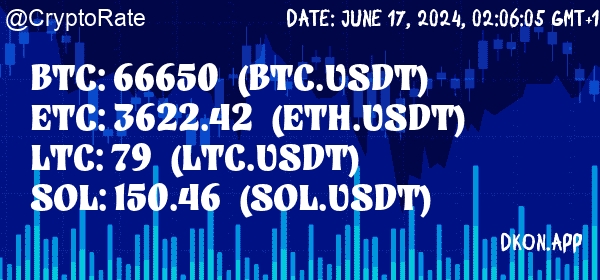 @CryptoRate
DATE: JUNE 17, 2024, 02:06:05 GMT+1
BTC: 66650 (BTC.USDT)
ETC: 3622.42 (ETH.USDT)
LTC: 79 (LTC.USDT)
SOL: 150.46 (SOL.USDT)
DKON.APP